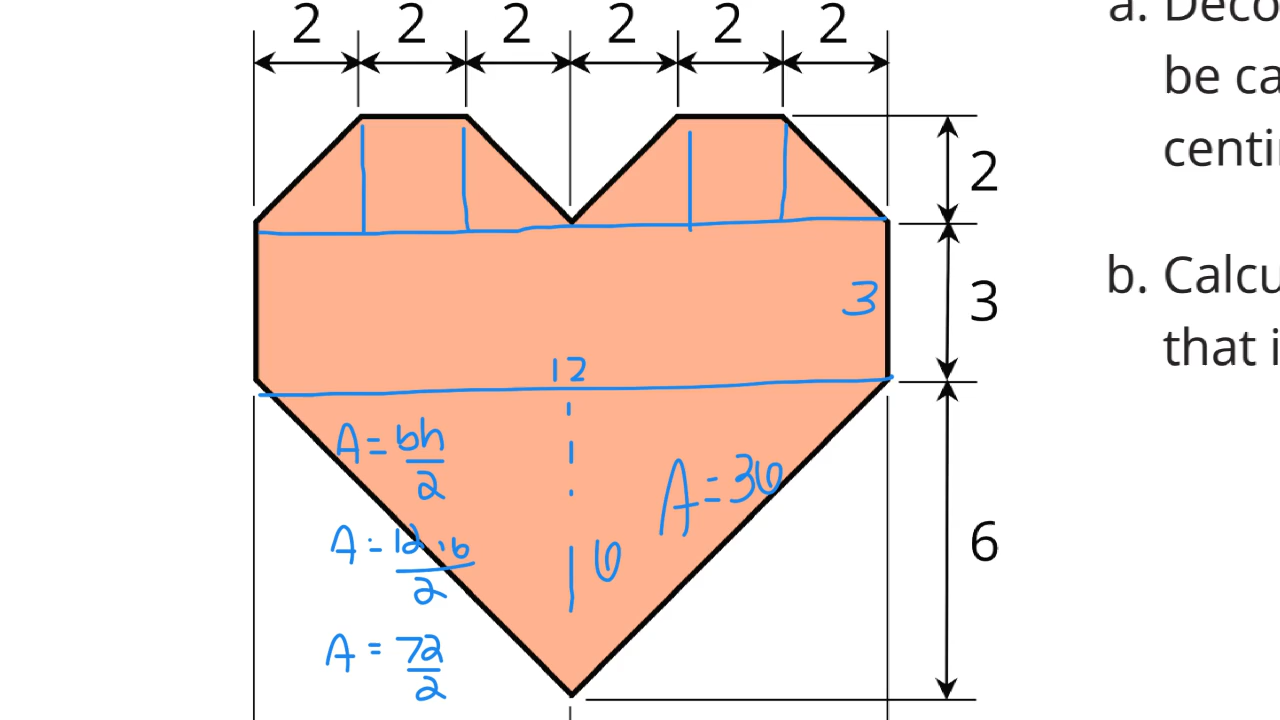 2 2 2 2 2 2
a. Deco
be ca
centi
2
b. Calcu
that i
3
3
12
A = bh/2
A = 36
A = 12·6/2
6
6
A = 72/2